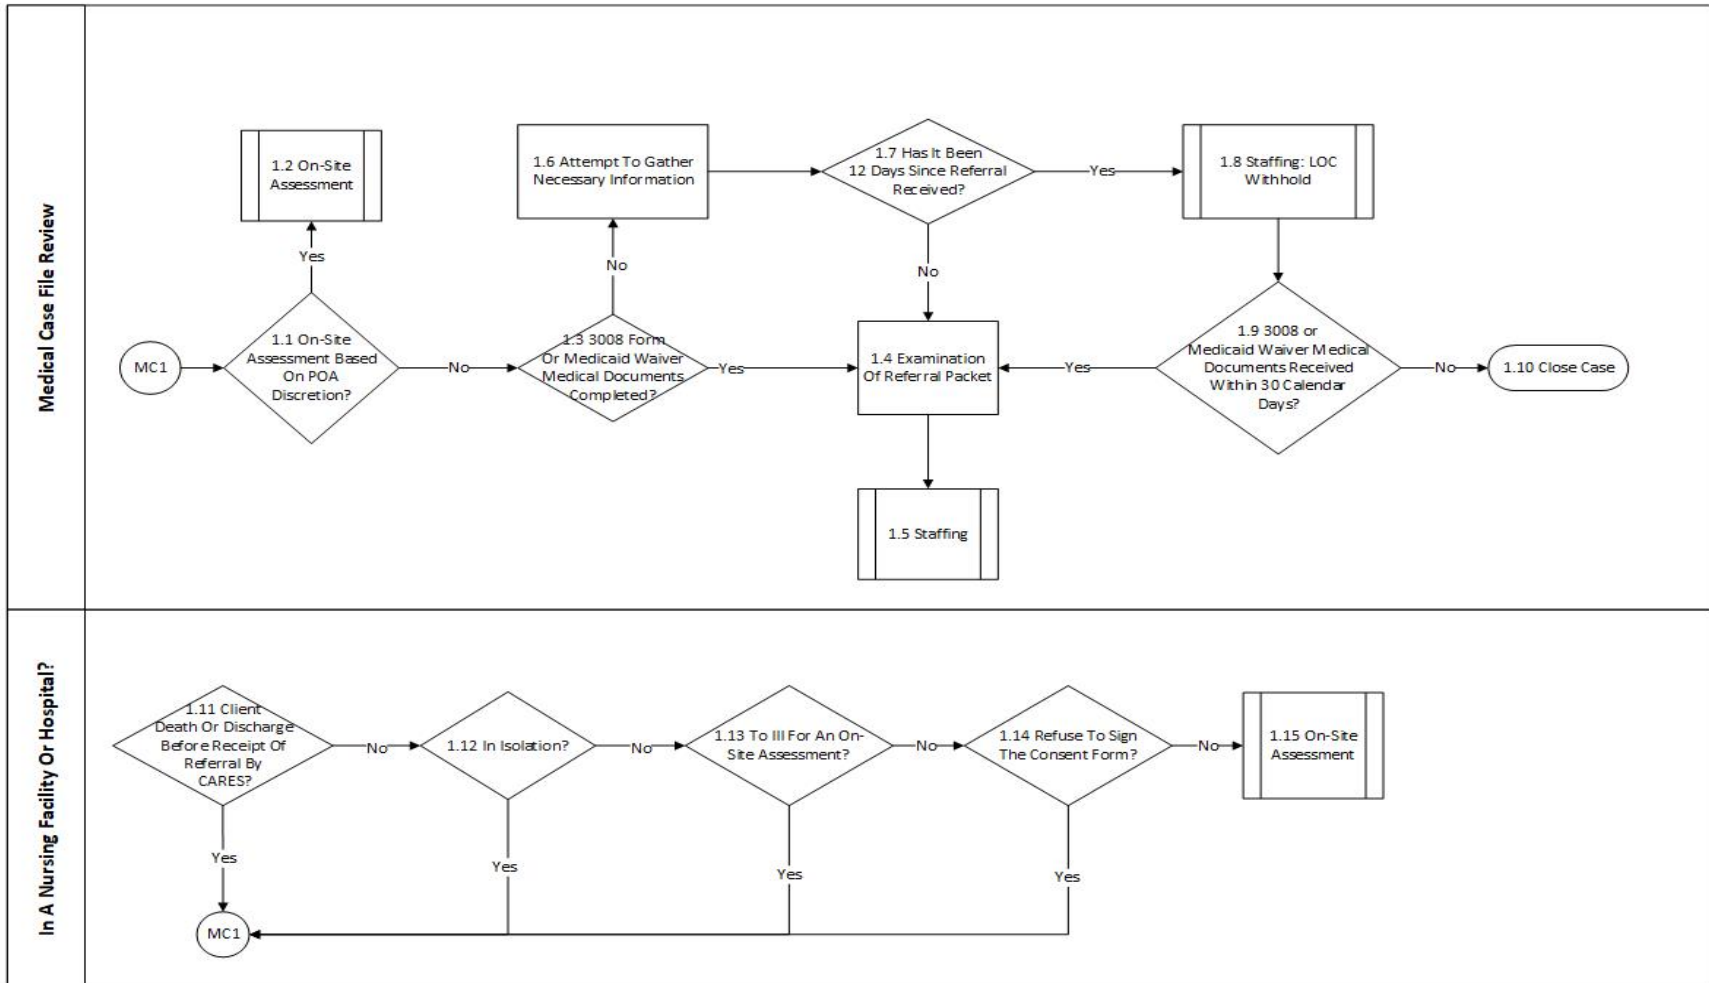 Medical Case File Review
1.2 On-Site
Assessment
1.6 Attempt To Gather
Necessary Information
1.7 Has It Been
12 Days Since Referral
Received?
Yes
1.8 Staffing: LOC
Withhold
Yes
No
No
MC1
1.1 On-Site
Assessment Based
On POA
Discretion?
No
1.3 3008 Form
Or Medicaid Waiver
Medical Documents
Completed?
Yes
1.4 Examination
Of Referral Packet
Yes
1.9 3008 or
Medicaid Waiver Medical
Documents Received
Within 30 Calendar
Days?
No
1.10 Close Case
1.5 Staffing
In A Nursing Facility Or Hospital?
1.11 Client
Death Or Discharge
Before Receipt Of
Referral By
CARES?
No
1.12 In Isolation?
No
1.13 To Ill For An On-
Site Assessment?
No
1.14 Refuse To Sign
The Consent Form?
No
1.15 On-Site
Assessment
Yes
Yes
Yes
Yes
MC1